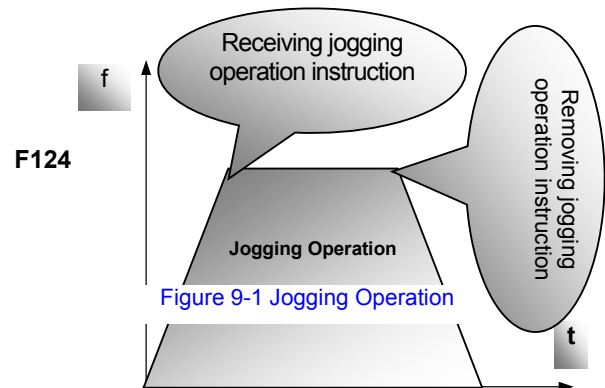 Receiving jogging
operation instruction
f
F124
Removing jogging
operation instruction
Jogging Operation
Figure 9-1 Jogging Operation
t